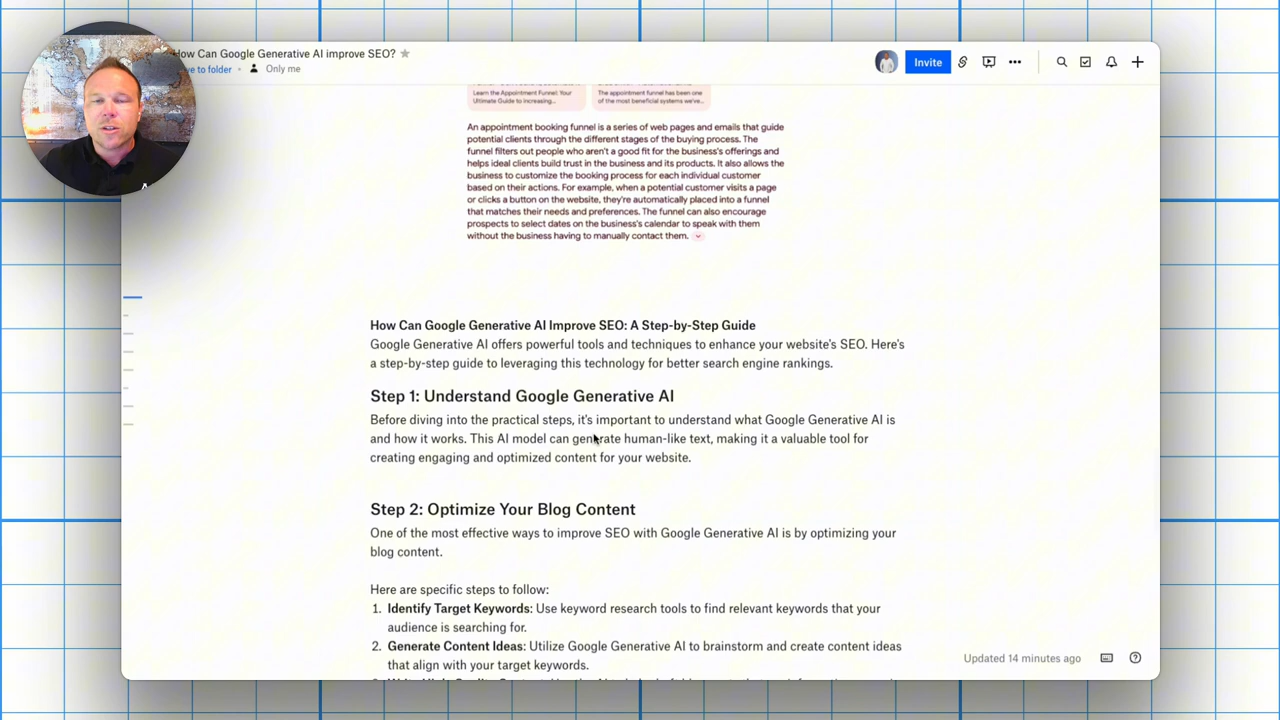 How Can Google Generative AI improve SEO?
ve to folder • Only me
Invite
Learn the Appointment Funnel: Your
Ultimate Guide to increasing...
The appointment funnel has been one
of the most beneficial systems we've...
An appointment booking funnel is a series of web pages and emails that guide
potential clients through the different stages of the buying process. The
funnel filters out people who aren't a good fit for the business's offerings and
helps ideal clients build trust in the business and its products. It also allows the
business to customize the booking process for each individual customer
based on their actions. For example, when a potential customer visits a page
or clicks a button on the website, they're automatically placed into a funnel
that matches their needs and preferences. The funnel can also encourage
prospects to select dates on the business's calendar to speak with them
without the business having to manually contact them.
How Can Google Generative AI Improve SEO: A Step-by-Step Guide
Google Generative AI offers powerful tools and techniques to enhance your website's SEO. Here's
a step-by-step guide to leveraging this technology for better search engine rankings.
Step 1: Understand Google Generative AI
Before diving into the practical steps, it's important to understand what Google Generative AI is
and how it works. This AI model can generate human-like text, making it a valuable tool for
creating engaging and optimized content for your website.
Step 2: Optimize Your Blog Content
One of the most effective ways to improve SEO with Google Generative AI is by optimizing your
blog content.
Here are specific steps to follow:
1. Identify Target Keywords: Use keyword research tools to find relevant keywords that your
audience is searching for.
2. Generate Content Ideas: Utilize Google Generative AI to brainstorm and create content ideas
that align with your target keywords.
Updated 14 minutes ago